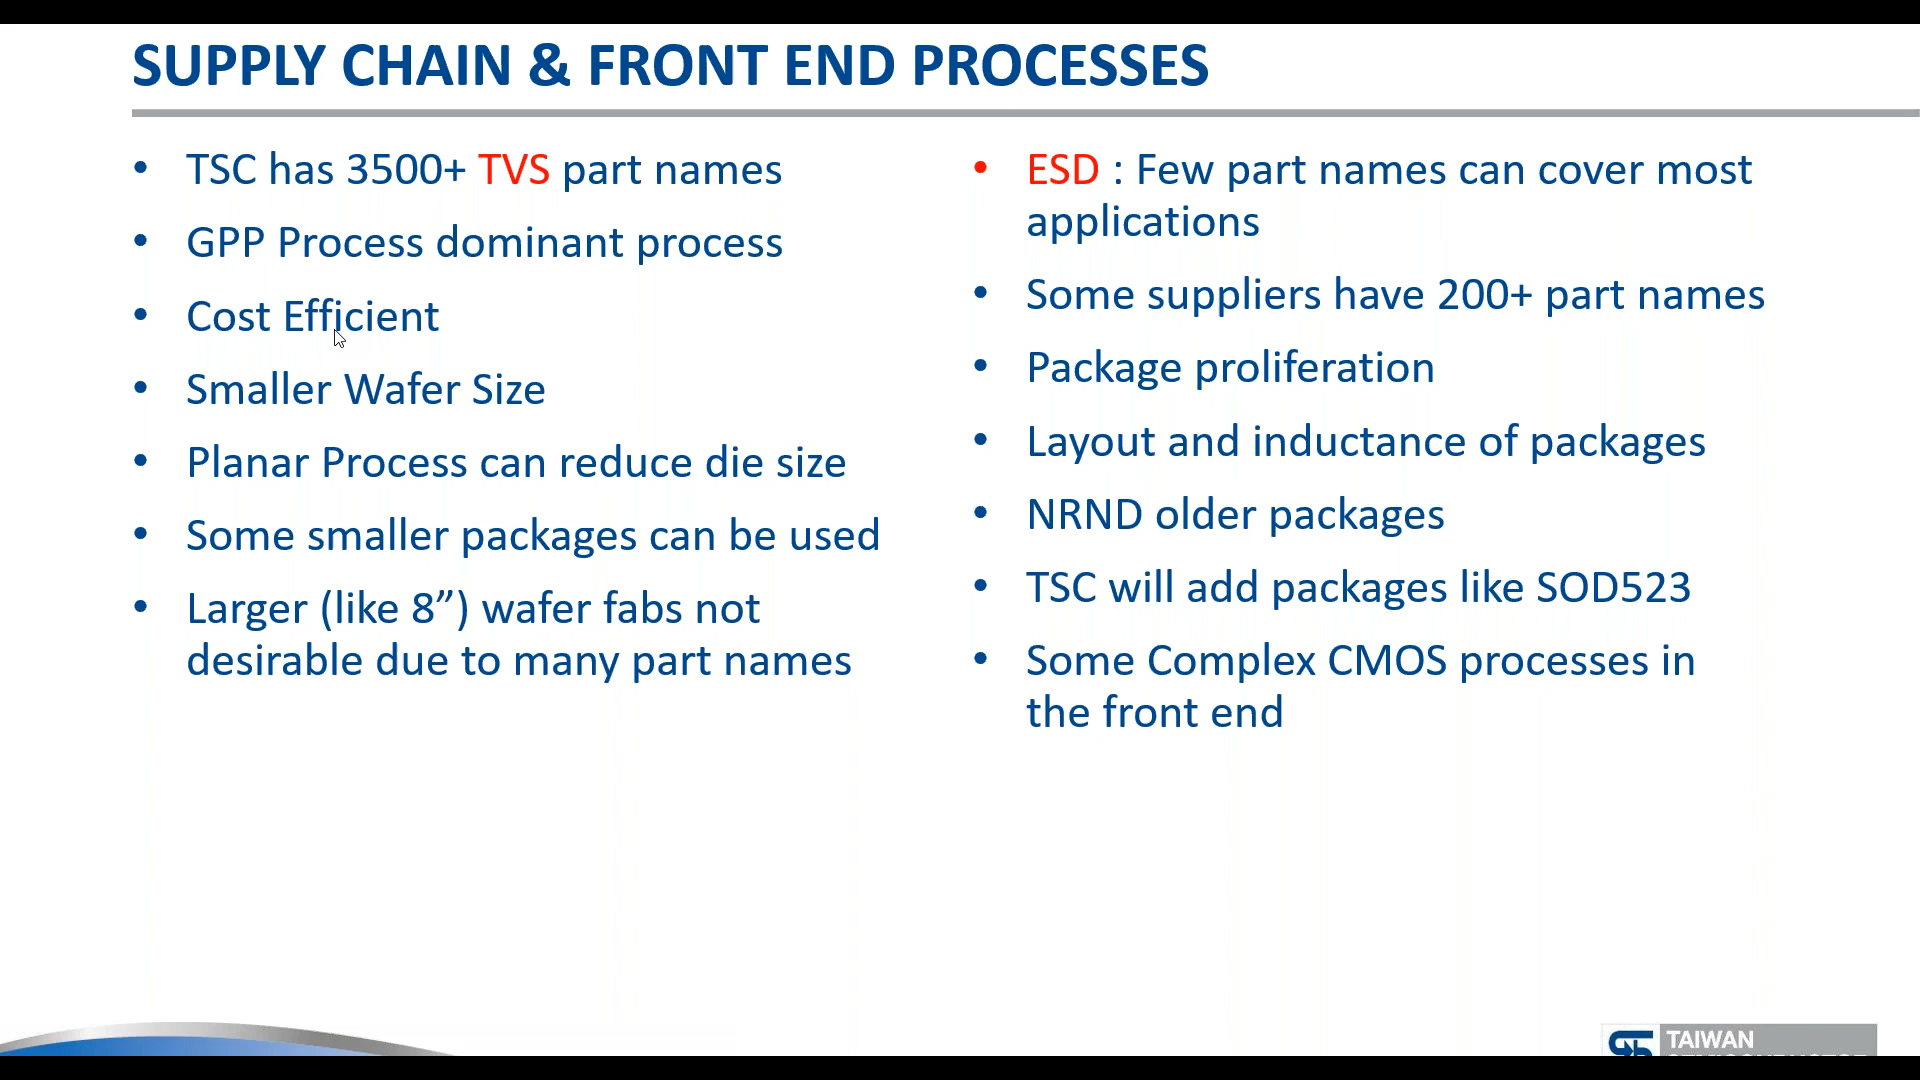 SUPPLY CHAIN & FRONT END PROCESSES
• TSC has 3500+ TVS part names
• GPP Process dominant process
• Cost Efficient
• Smaller Wafer Size
• Planar Process can reduce die size
• Some smaller packages can be used
• Larger (like 8”) wafer fabs not
desirable due to many part names
• ESD : Few part names can cover most
applications
• Some suppliers have 200+ part names
• Package proliferation
• Layout and inductance of packages
• NRND older packages
• TSC will add packages like SOD523
• Some Complex CMOS processes in
the front end
TAIWAN